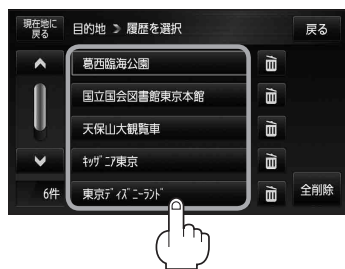 現在地に
戻る
目的地 履歴を選択
戻る
葛西臨海公園
国立国会図書館東京本館
天保山大観覧車
ｷｯｻﾞﾆｱ東京
6件
東京ﾃﾞｨｽﾞﾆｰﾗﾝﾄﾞ
全削除